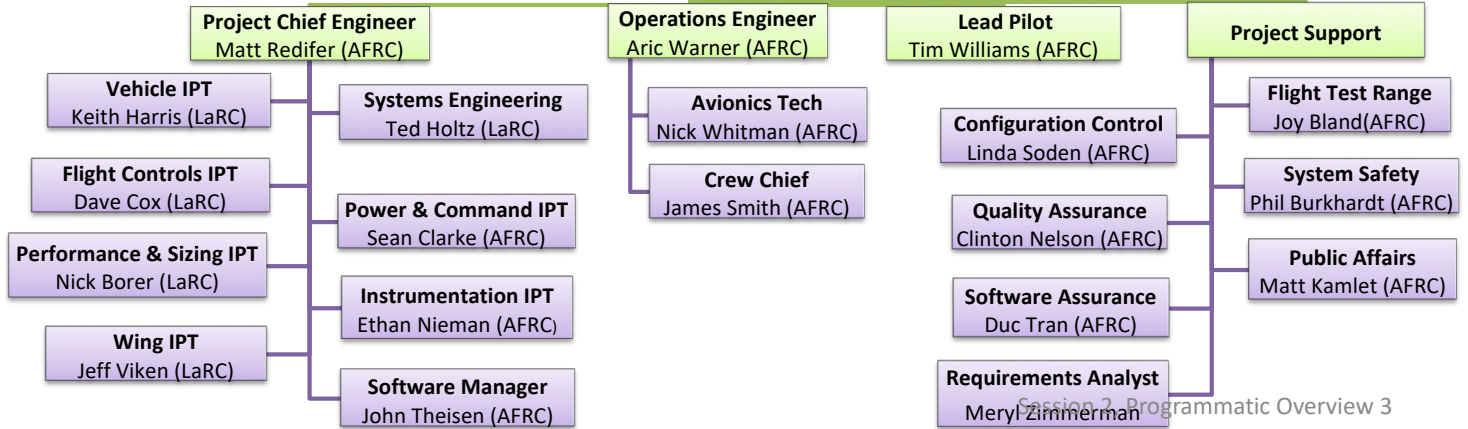 Project Chief Engineer
Matt Redifer (AFRC)
Operations Engineer
Aric Warner (AFRC)
Lead Pilot
Tim Williams (AFRC)
Project Support
Vehicle IPT
Keith Harris (LaRC)
Systems Engineering
Ted Holtz (LaRC)
Flight Controls IPT
Dave Cox (LaRC)
Power & Command IPT
Sean Clarke (AFRC)
Performance & Sizing IPT
Nick Borer (LaRC)
Instrumentation IPT
Ethan Nieman (AFRC)
Wing IPT
Jeff Viken (LaRC)
Software Manager
John Theisen (AFRC)
Avionics Tech
Nick Whitman (AFRC)
Crew Chief
James Smith (AFRC)
Flight Test Range
Joy Bland(AFRC)
Configuration Control
Linda Soden (AFRC)
System Safety
Phil Burkhardt (AFRC)
Quality Assurance
Clinton Nelson (AFRC)
Public Affairs
Matt Kamlet (AFRC)
Software Assurance
Duc Tran (AFRC)
Requirements Analyst
Meryl Zimmerman
Session 2, Programmatic Overview 3